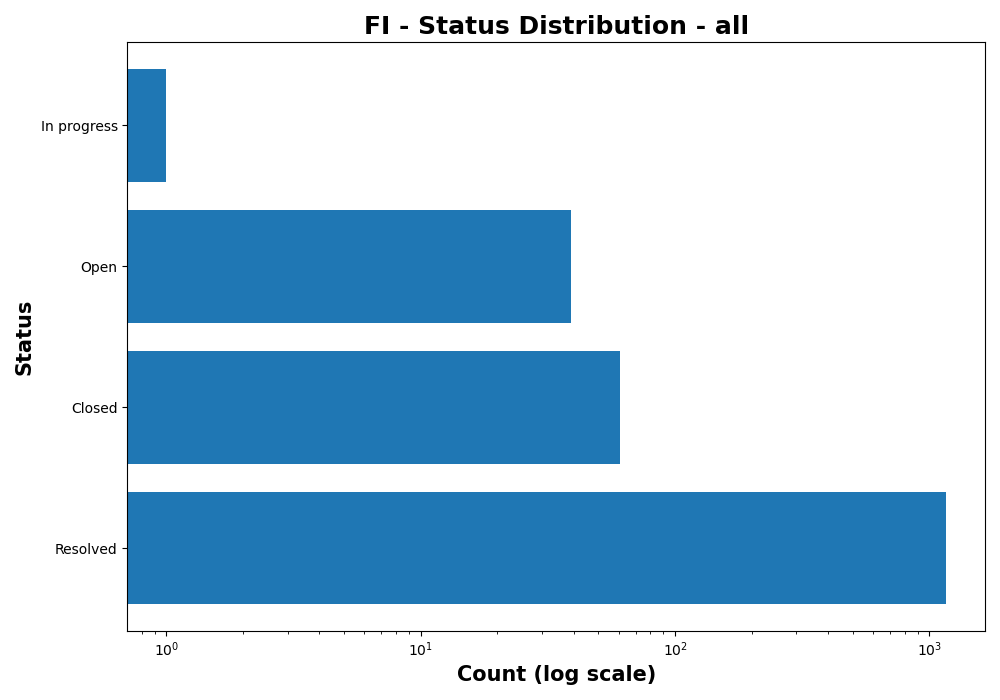 FI - Status Distribution - all
In progress
Open
Closed
Resolved
Status
10⁰ 10¹ 10² 10³
Count (log scale)